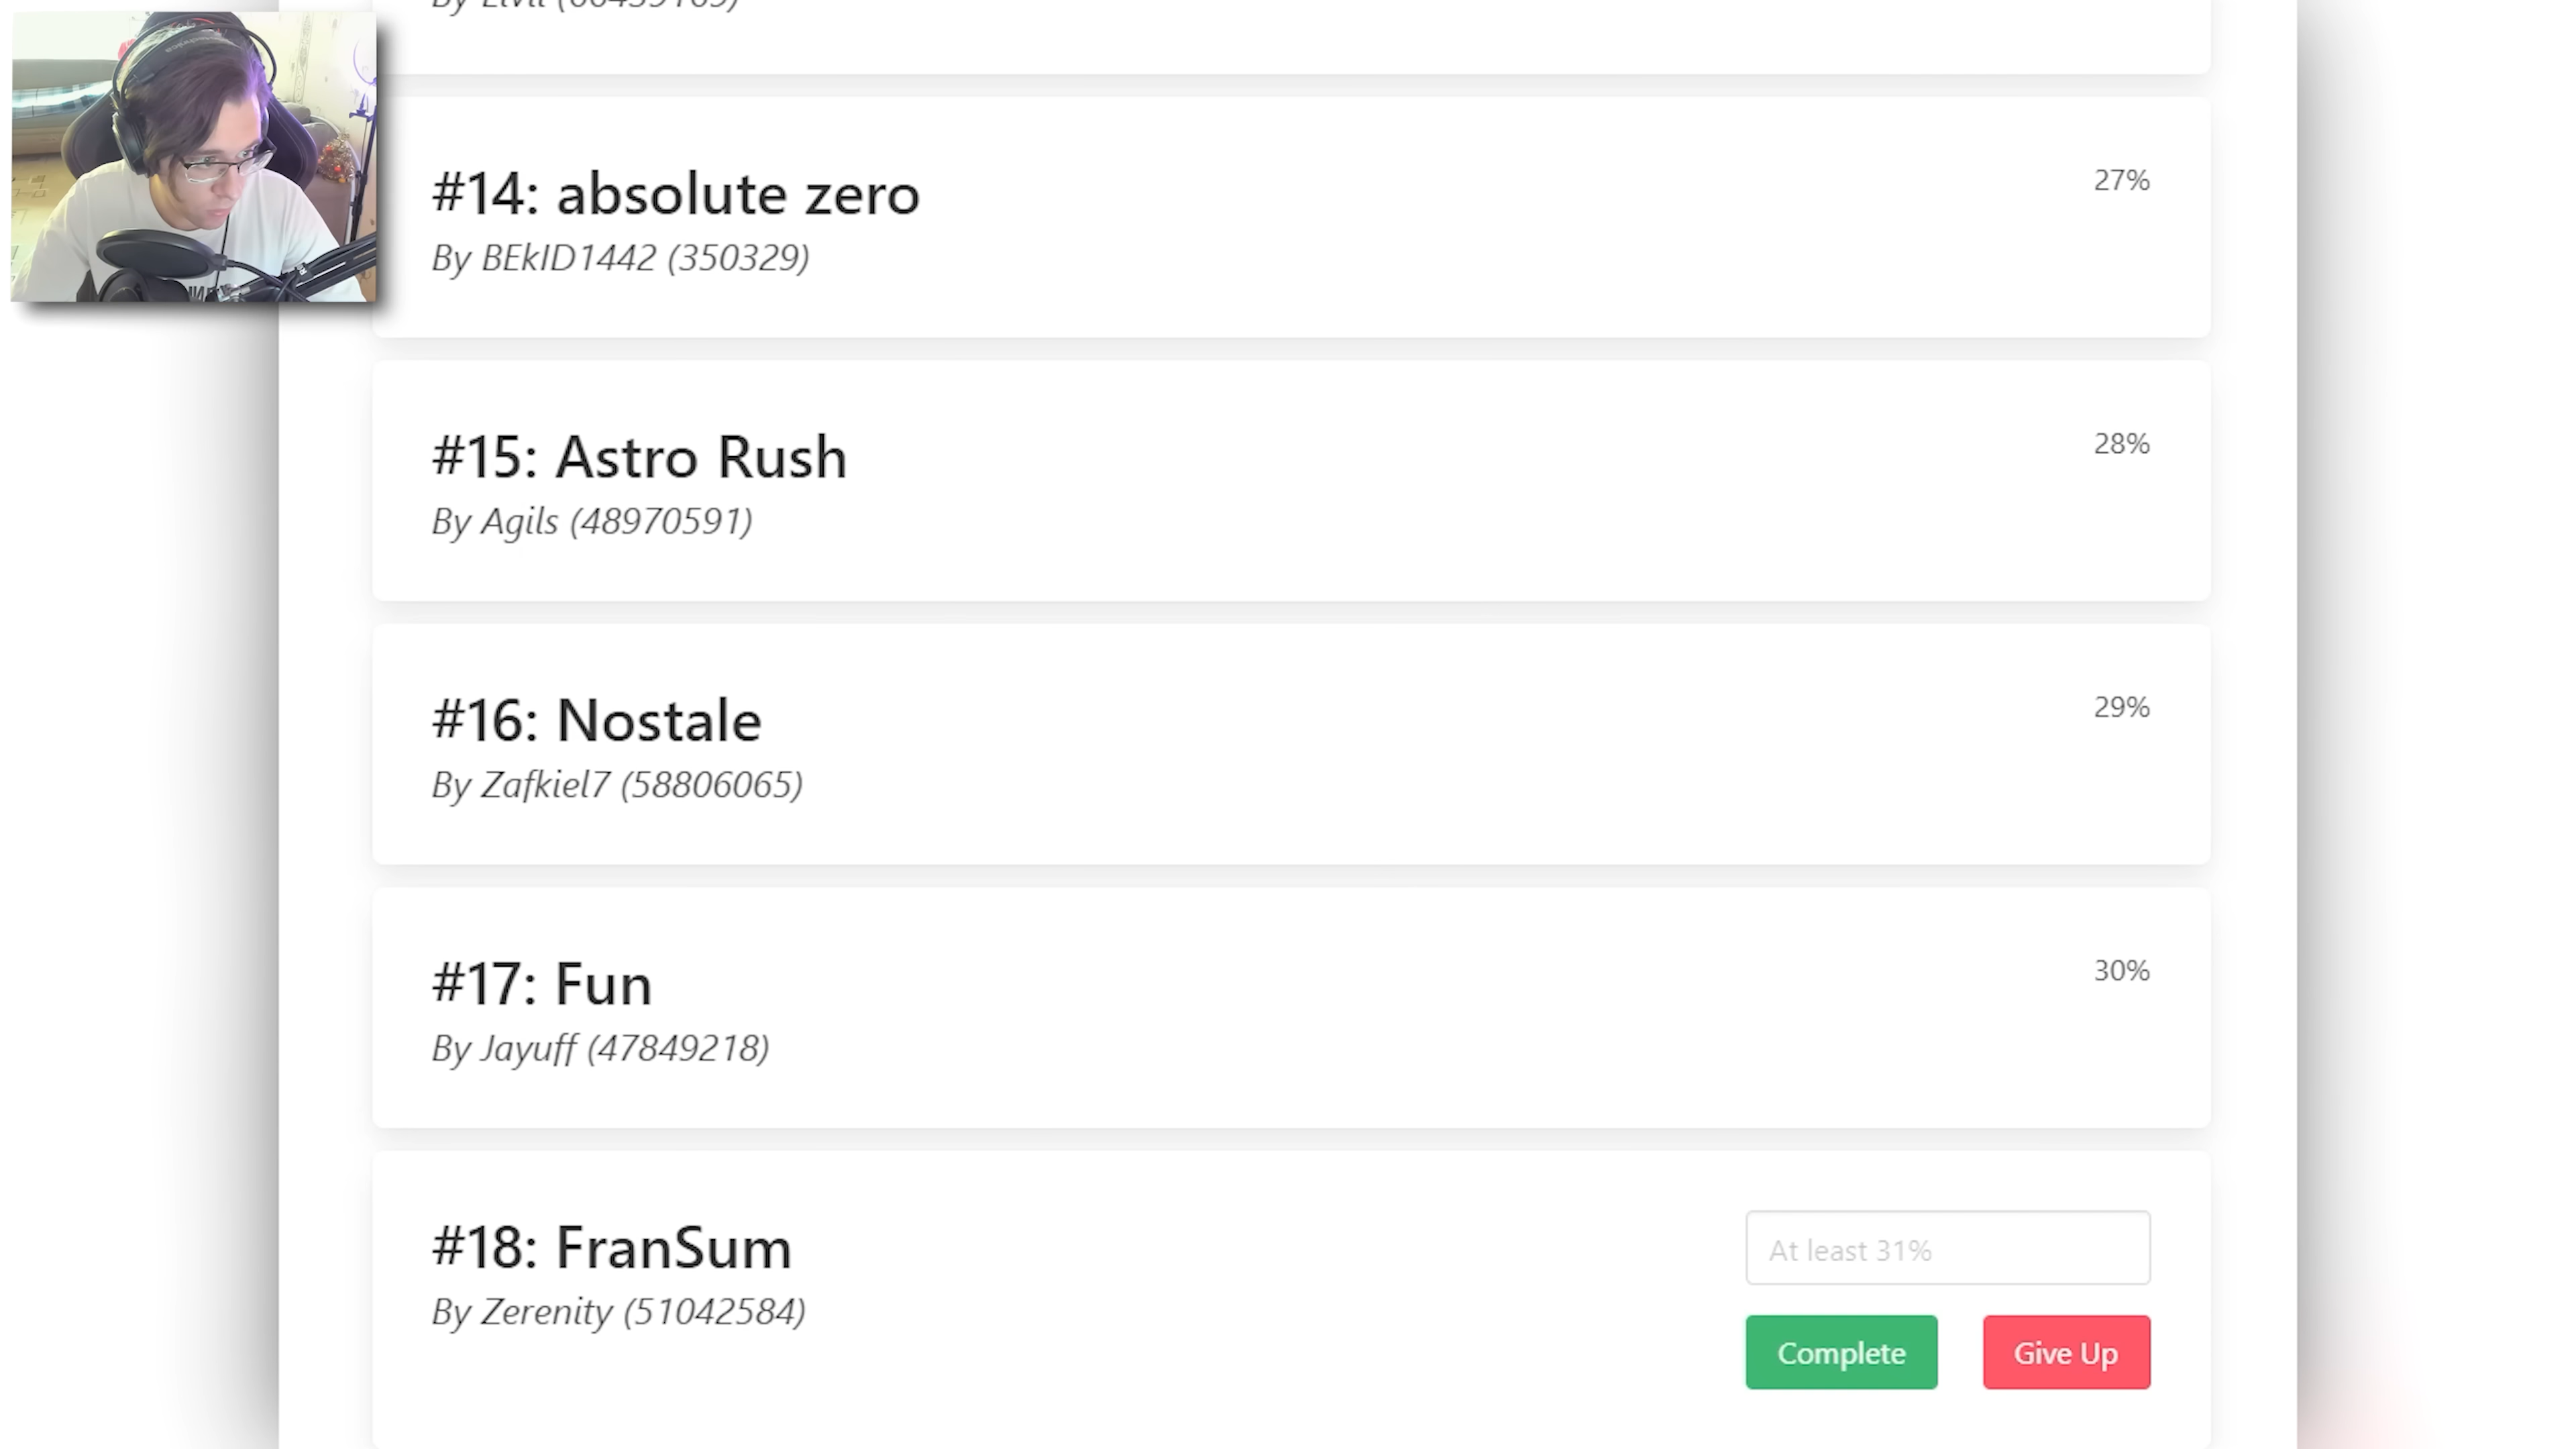 #14: absolute zero
27%
By BEkID1442 (350329)
#15: Astro Rush
28%
By Agils (48970591)
#16: Nostale
29%
By Zafkiel7 (58806065)
#17: Fun
30%
By Jayuff (47849218)
#18: FranSum
At least 31%
By Zerenity (51042584)
Complete
Give Up